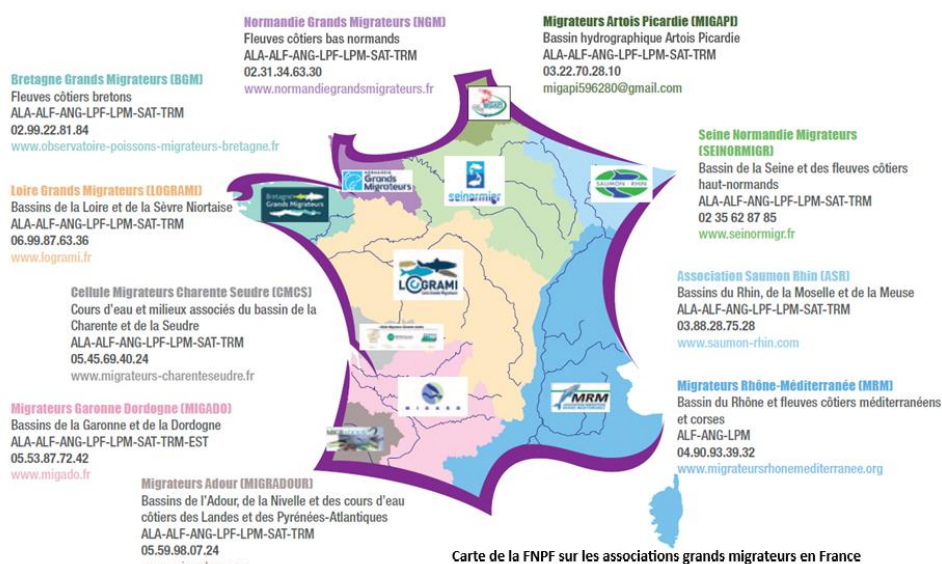 Normandie Grands Migrateurs (NGM)
Fleuves côtiers bas normands
ALA-ALF-ANG-LPF-LPM-SAT-TRM
02.31.34.63.30
www.normandiegrandsmigrateurs.fr
Migrateurs Artois Picardie (MIGAPI)
Bassin hydrographique Artois Picardie
ALA-ALF-ANG-LPF-LPM-SAT-TRM
03.22.70.28.10
migapi596280@gmail.com
Bretagne Grands Migrateurs (BGM)
Fleuves côtiers bretons
ALA-ALF-ANG-LPF-LPM-SAT-TRM
02.99.22.81.84
www.observatoire-poissons-migrateurs-bretagne.fr
Seine Normandie Migrateurs
(SEINORMIGR)
Bassin de la Seine et des fleuves côtiers
haut-normands
ALA-ALF-ANG-LPF-LPM-SAT-TRM
02 35 62 87 85
www.seinormigr.fr
Loire Grands Migrateurs (LOGRAMI)
Bassins de la Loire et de la Sèvre Niortaise
ALA-ALF-ANG-LPF-LPM-SAT-TRM
06.99.87.63.36
www.logrami.fr
Association Saumon Rhin (ASR)
Bassins du Rhin, de la Moselle et de la Meuse
ALA-ALF-ANG-LPF-LPM-SAT-TRM
03.88.28.75.28
www.saumon-rhin.com
Cellule Migrateurs Charente Seudre (CMCS)
Cours d'eau et milieux associés du bassin de la
Charente et de la Seudre
ALA-ALF-ANG-LPF-LPM-SAT-TRM
05.45.69.40.24
www.migrateurs-charenteseudre.fr
Migrateurs Rhône-Méditerranée (MRM)
Bassin du Rhône et fleuves côtiers méditerranéens
et corses
ALF-ANG-LPM
04.90.93.39.32
www.migrateursrhonemediterranee.org
Migrateurs Garonne Dordogne (MIGADO)
Bassins de la Garonne et de la Dordogne
ALA-ALF-ANG-LPF-LPM-SAT-TRM-EST
05.53.87.72.42
www.migado.fr
Migrateurs Adour (MIGRADOUR)
Bassins de l'Adour, de la Nivelle et des cours d'eau
côtiers des Landes et des Pyrénées-Atlantiques
ALA-ALF-ANG-LPF-LPM-SAT-TRM
05.59.98.07.24
MIGAPI
NORMANDIE
Grands
Migrateurs
seinormigr
SAUMON - RHIN
Bretagne
Grands Migrateurs
LOGRAMI
MIGADO
MRM
Carte de la FNPF sur les associations grands migrateurs en France